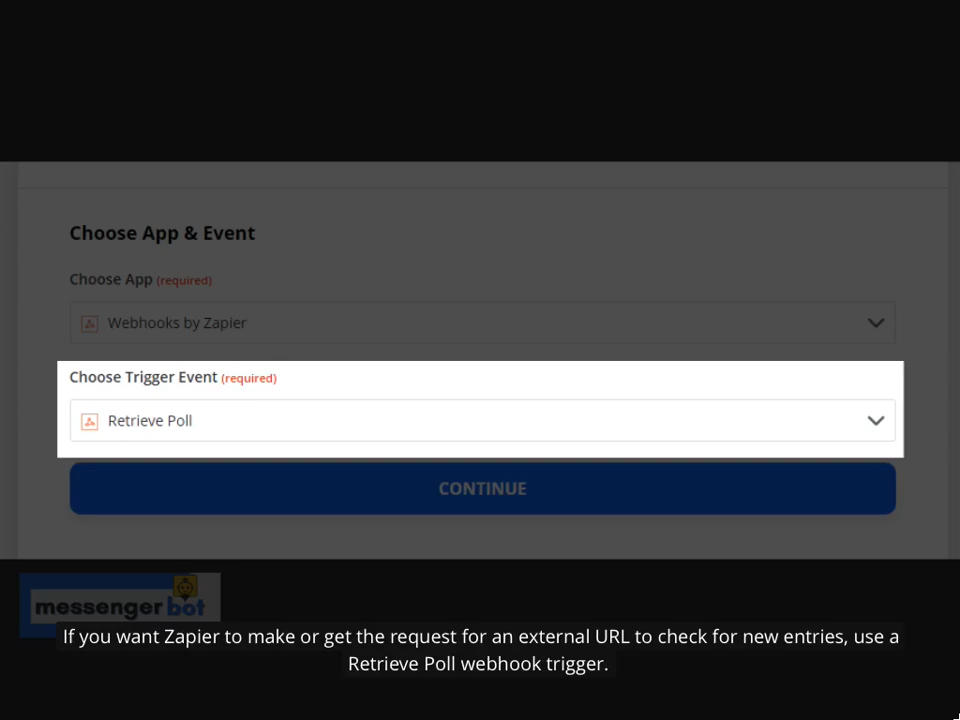 Choose App & Event
Choose App (required)
Webhooks by Zapier
Choose Trigger Event (required)
Retrieve Poll
CONTINUE
messenger bot
If you want Zapier to make or get the request for an external URL to check for new entries, use a
Retrieve Poll webhook trigger.